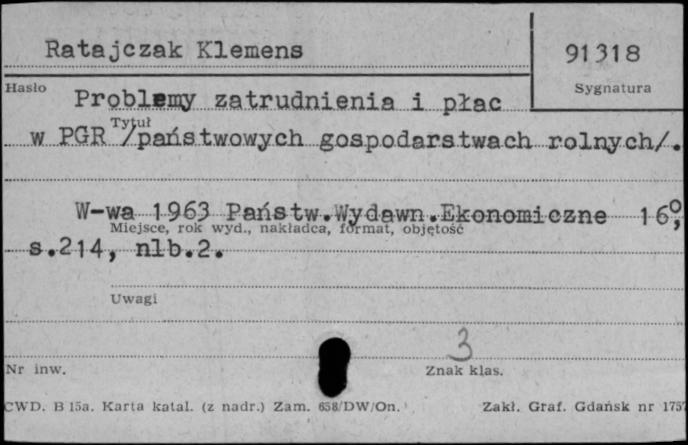 Ratajczak Klemens
91318
Hasło
Sygnatura
Problemy zatrudnienia i płac
Tytuł
w PGR /państwowych gospodarstwach rolnych/.
W-wa 1963 Państw.Wydawn.Ekonomiczne 16°,
Miejsce, rok wyd., nakładca, format, objętość
s.214, nlb.2.
Uwagi
3
Nr inw.
Znak klas.
CWD. B 15a. Karta katal. (z nadr.) Zam. 658/DW/On.
Zakł. Graf. Gdańsk nr 1757